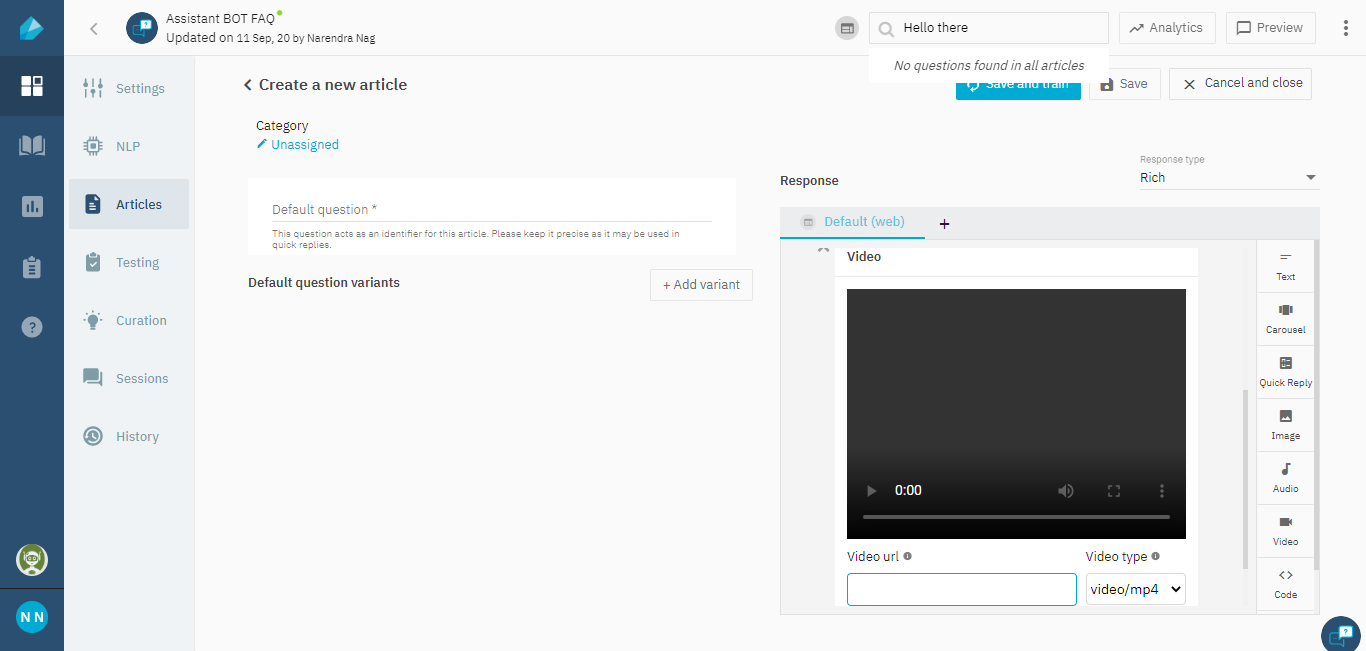 Assistant BOT FAQ
Updated on 11 Sep, 20 by Narendra Nag
Hello there
Analytics
Preview
No questions found in all articles
Settings
NLP
Articles
Testing
Curation
Sessions
History
N N
Create a new article
Save and train
Save
Cancel and close
Category
Unassigned
Default question *
This question acts as an identifier for this article. Please keep it precise as it may be used in
quick replies.
Default question variants
+ Add variant
Response
Response type
Rich
Default (web)
+
Video
0:00
Video url
Video type
video/mp4
Text
Carousel
Quick Reply
Image
Audio
Video
Code